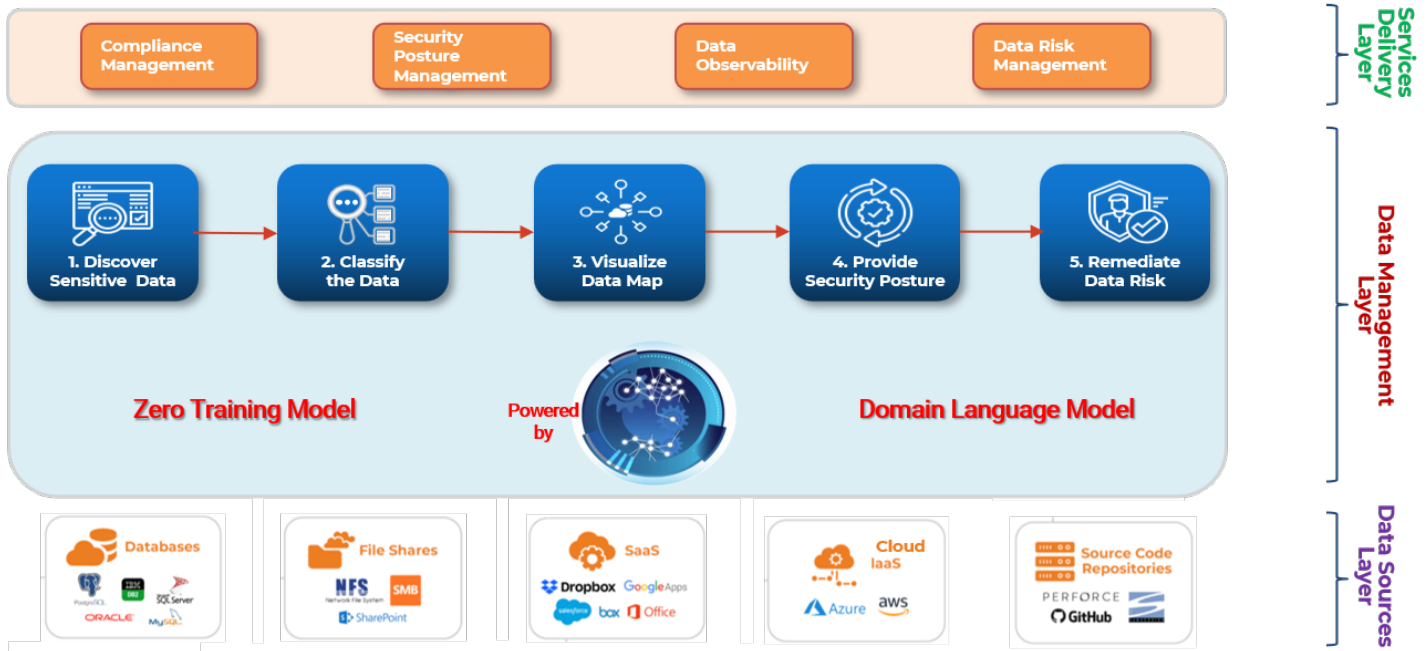 Compliance
Management
Security
Posture
Management
Data
Observability
Data Risk
Management
Services
Delivery
Layer
1. Discover
Sensitive Data
2. Classify
the Data
3. Visualize
Data Map
4. Provide
Security Posture
5. Remediate
Data Risk
Data Management
Layer
Zero Training Model
Powered
by
Domain Language Model
Databases
PostgreSQL
IBM
DB2
SQL Server
ORACLE
MySQL
File Shares
NFS
Network File System
SMB
SharePoint
SaaS
Dropbox
Google Apps
salesforce
box
Office
Cloud
IaaS
Azure
aws
Source Code
Repositories
PERFORCE
GitHub
Data Sources
Layer